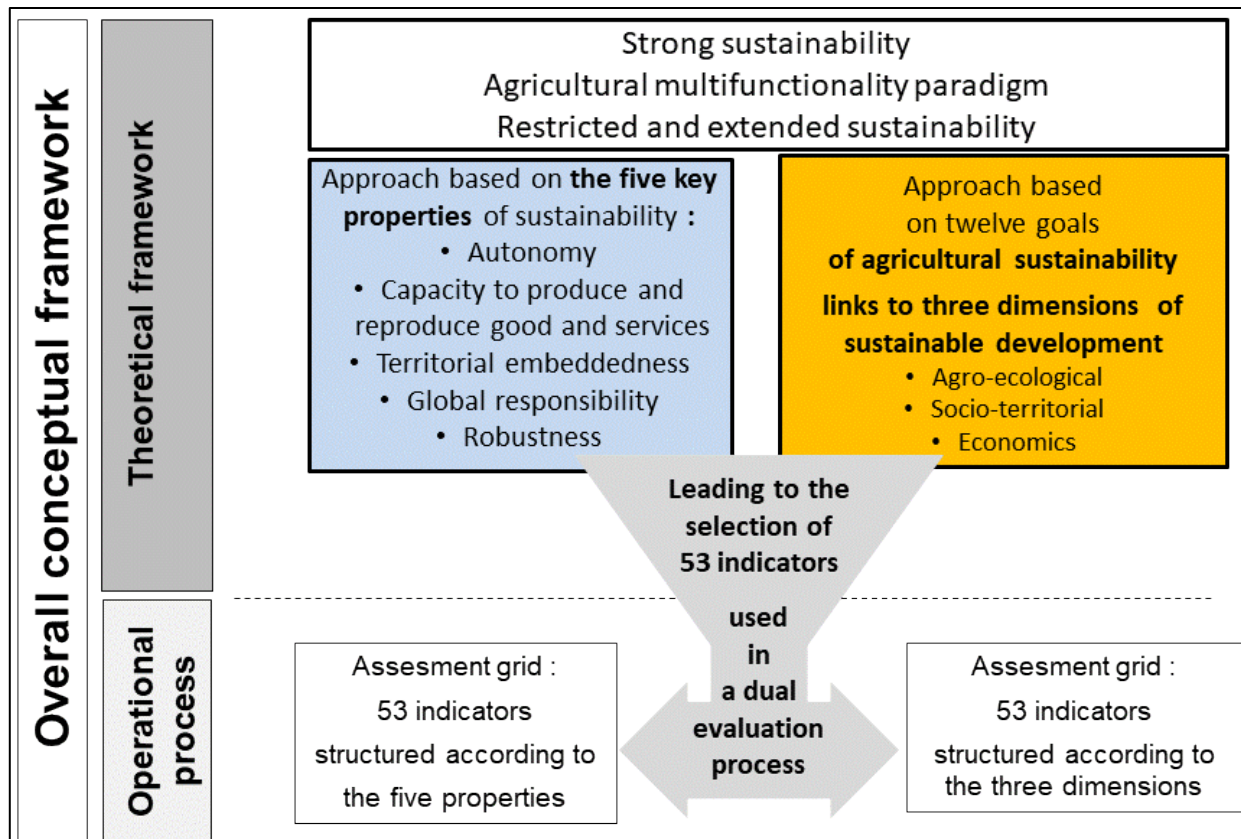 Overall conceptual framework
Theoretical framework
Strong sustainability
Agricultural multifunctionality paradigm
Restricted and extended sustainability
Approach based on the five key
properties of sustainability :
• Autonomy
• Capacity to produce and
reproduce good and services
• Territorial embeddedness
• Global responsibility
• Robustness
Approach based
on twelve goals
of agricultural sustainability
links to three dimensions of
sustainable development
• Agro-ecological
• Socio-territorial
• Economics
Leading to the
selection of
53 indicators
used
in
a dual
evaluation
process
Operational
process
Assesment grid :
53 indicators
structured according to
the five properties
Assesment grid :
53 indicators
structured according to
the three dimensions